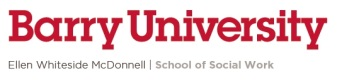 Barry University
Ellen Whiteside McDonnell | School of Social Work